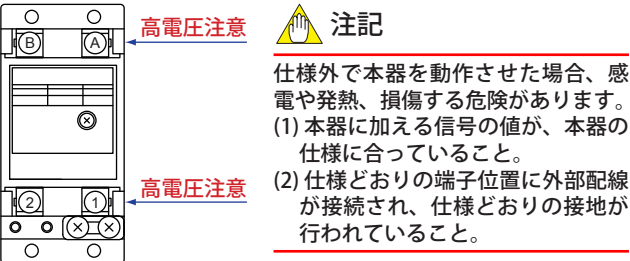 高電圧注意
B
A
高電圧注意
2
1
注記
仕様外で本器を動作させた場合、感
電や発熱、損傷する危険があります。
(1) 本器に加える信号の値が、本器の
仕様に合っていること。
(2) 仕様どおりの端子位置に外部配線
が接続され、仕様どおりの接地が
行われていること。